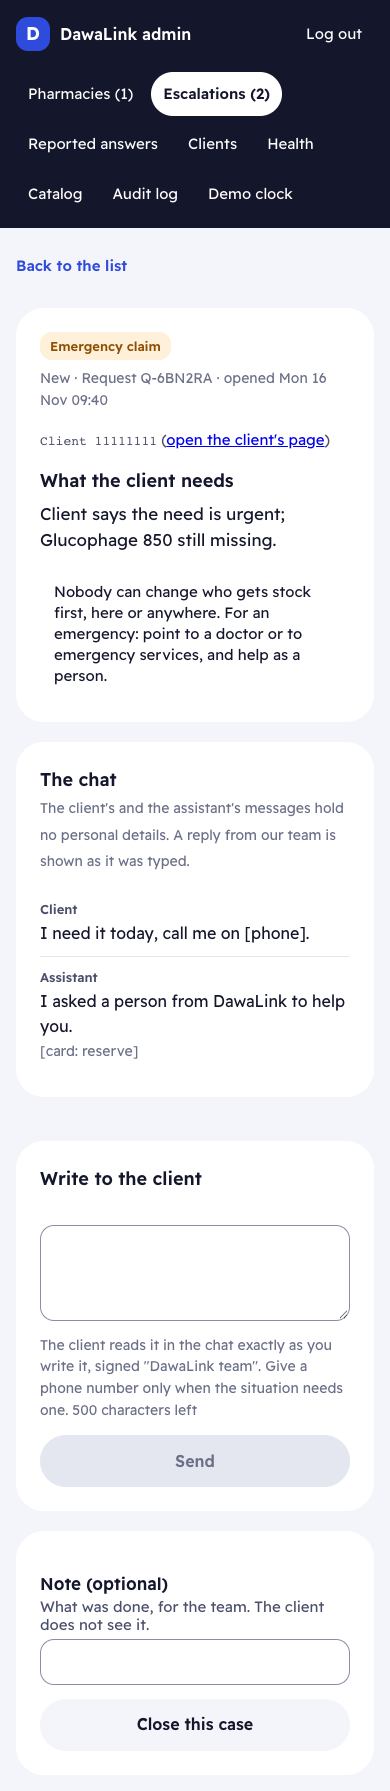 D DawaLink admin Log out
Pharmacies (1) Escalations (2)
Reported answers Clients Health
Catalog Audit log Demo clock
Back to the list
Emergency claim
New · Request Q-6BN2RA · opened Mon 16
Nov 09:40
Client 11111111 (open the client's page)
What the client needs
Client says the need is urgent;
Glucophage 850 still missing.
Nobody can change who gets stock
first, here or anywhere. For an
emergency: point to a doctor or to
emergency services, and help as a
person.
The chat
The client's and the assistant's messages hold
no personal details. A reply from our team is
shown as it was typed.
Client
I need it today, call me on [phone].
Assistant
I asked a person from DawaLink to help
you.
[card: reserve]
Write to the client
The client reads it in the chat exactly as you
write it, signed "DawaLink team". Give a
phone number only when the situation needs
one. 500 characters left
Send
Note (optional)
What was done, for the team. The client
does not see it.
Close this case